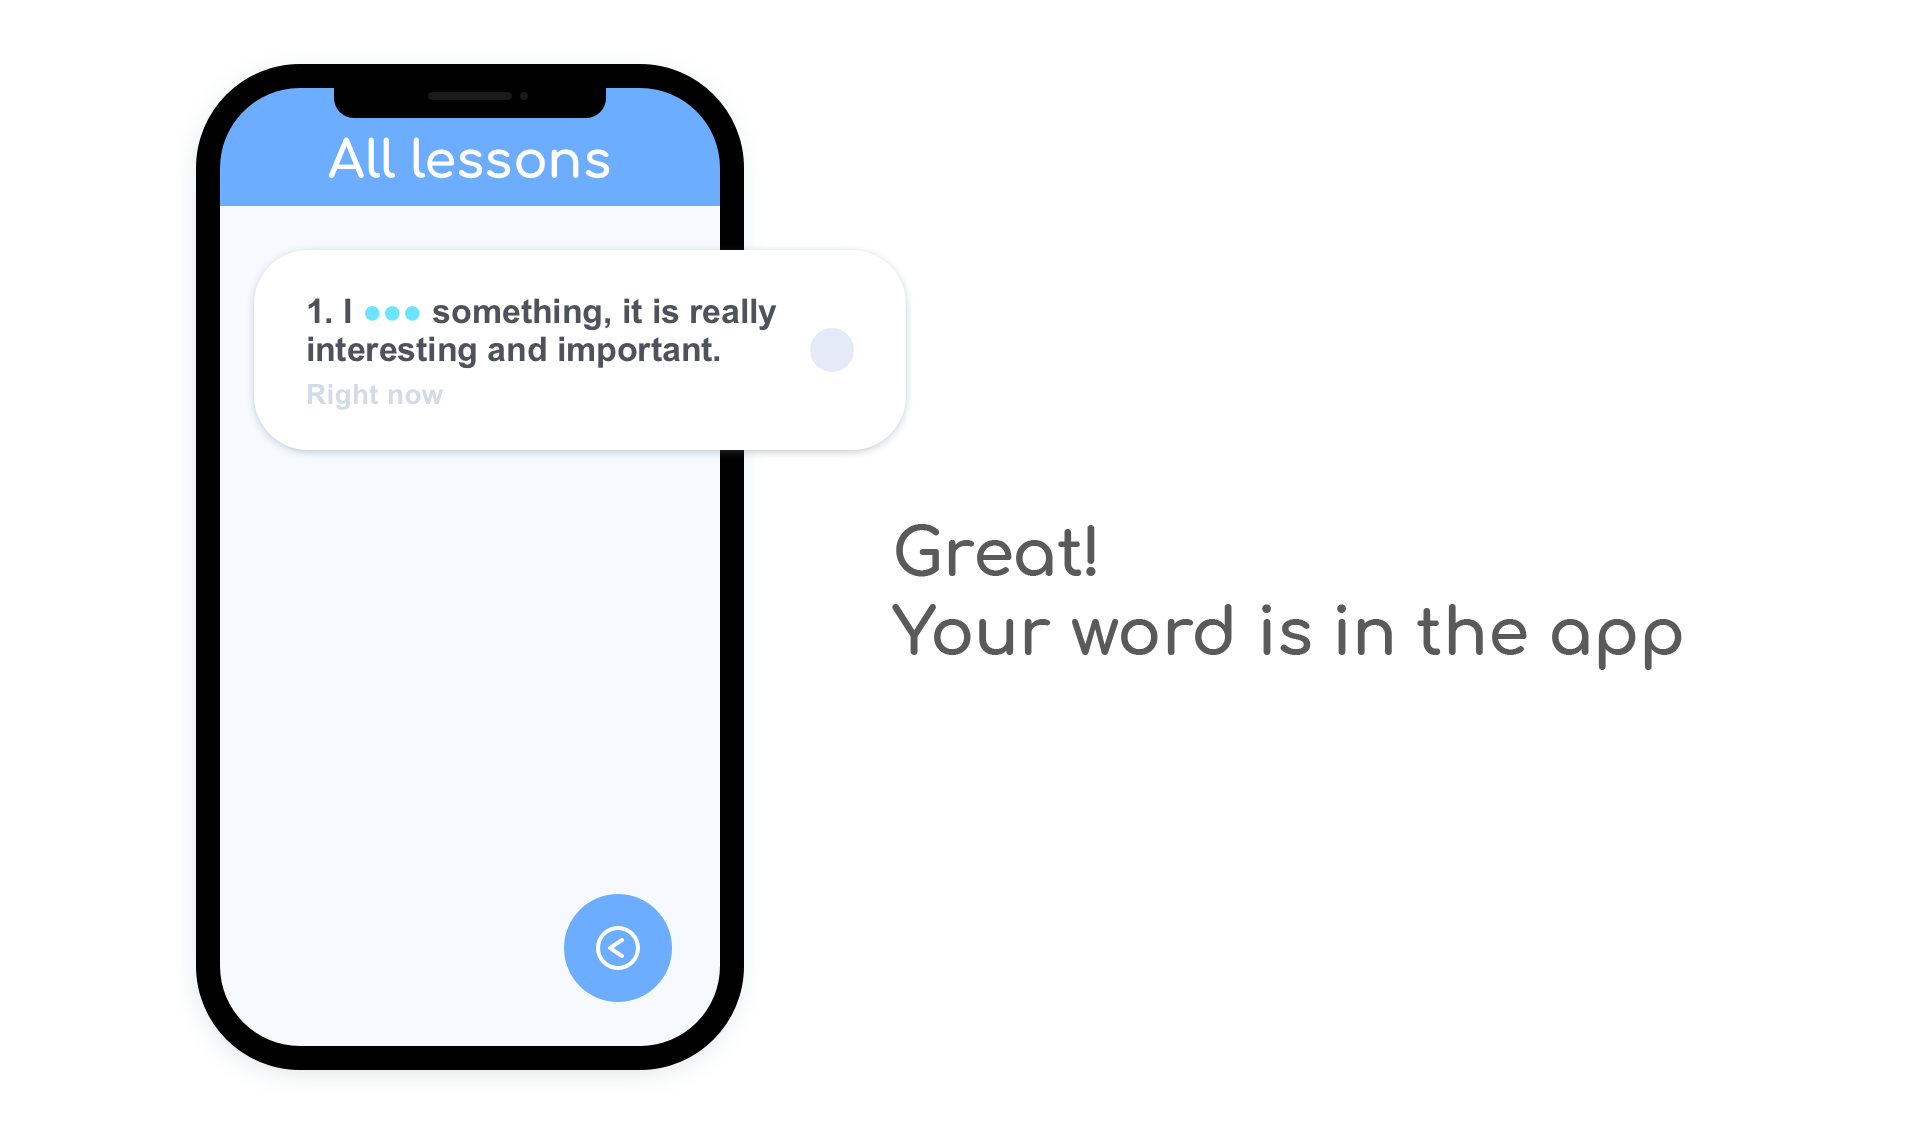 All lessons
1. I ●●● something, it is really
interesting and important.
Right now
Great!
Your word is in the app